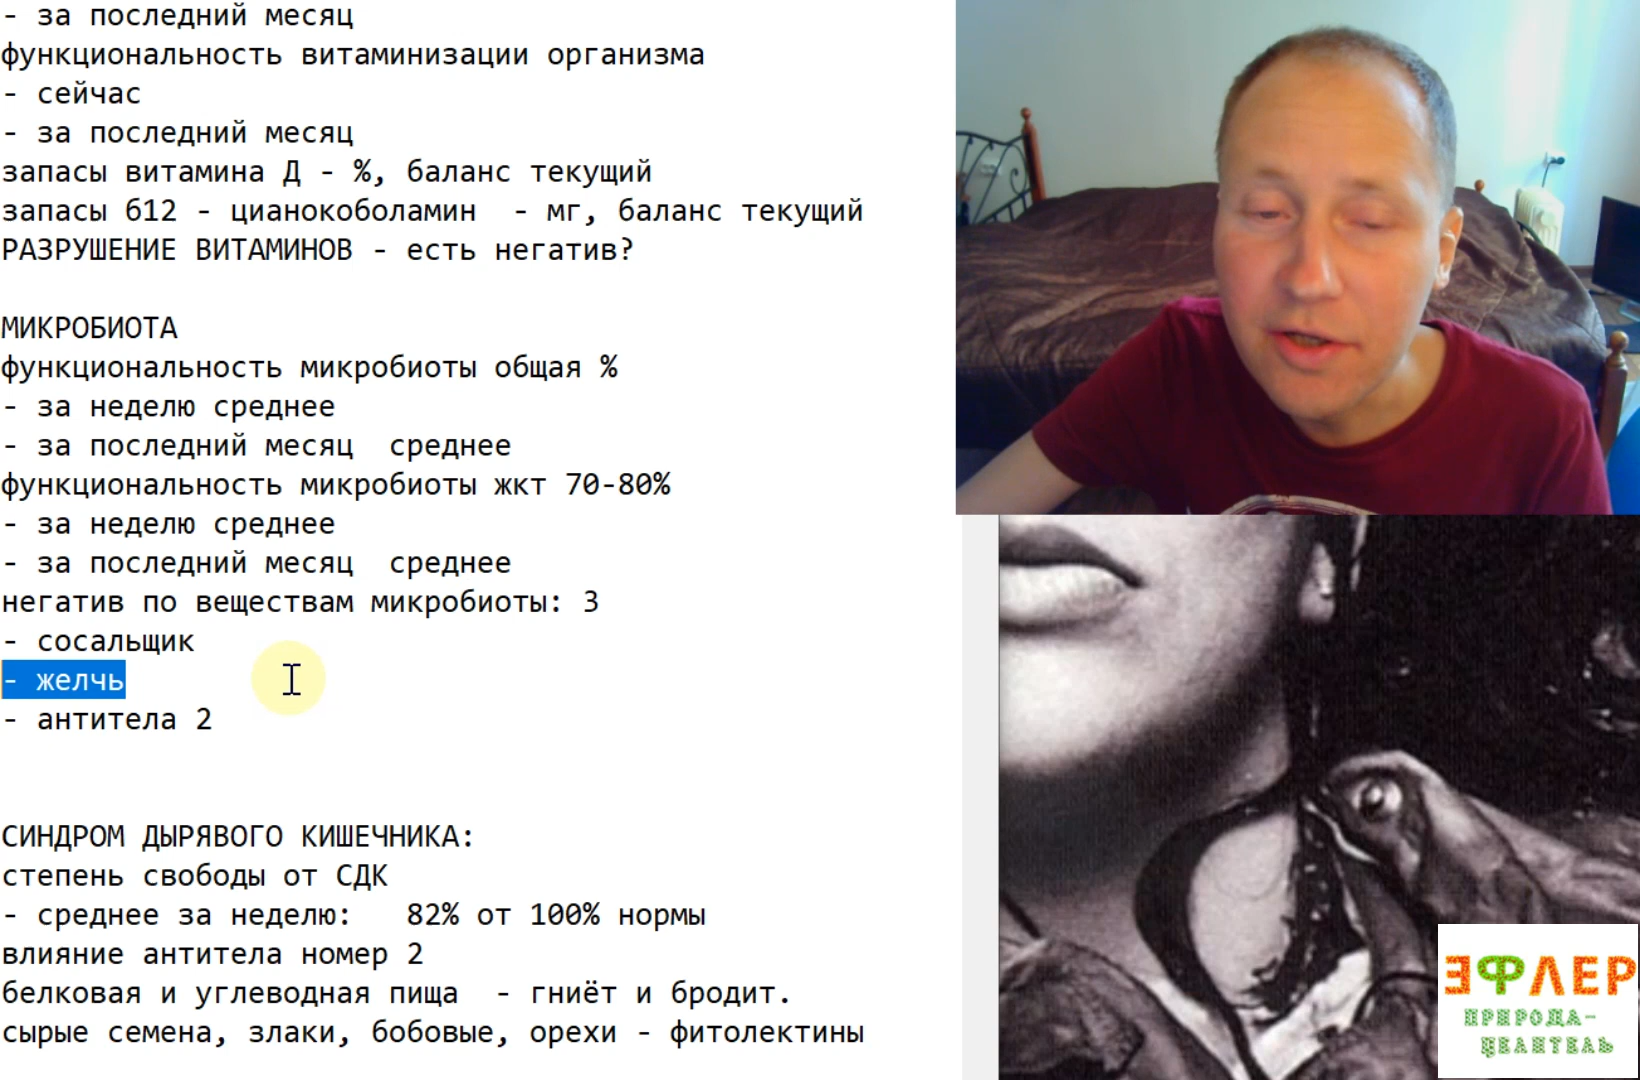 - за последний месяц
функциональность витаминизации организма
- сейчас
- за последний месяц
запасы витамина Д - %, баланс текущий
запасы б12 - цианокоболамин  - мг, баланс текущий
РАЗРУШЕНИЕ ВИТАМИНОВ - есть негатив?
МИКРОБИОТА
функциональность микробиоты общая %
- за неделю среднее
- за последний месяц  среднее
функциональность микробиоты жкт 70-80%
- за неделю среднее
- за последний месяц  среднее
негатив по веществам микробиоты: 3
- сосальщик
- желчь
- антитела 2
СИНДРОМ ДЫРЯВОГО КИШЕЧНИКА:
степень свободы от СДК
- среднее за неделю:   82% от 100% нормы
влияние антитела номер 2
белковая и углеводная пища  - гниёт и бродит.
сырые семена, злаки, бобовые, орехи - фитолектины
ЭФЛЕР
ПРИРОДА-
ЦЕЛИТЕЛЬ